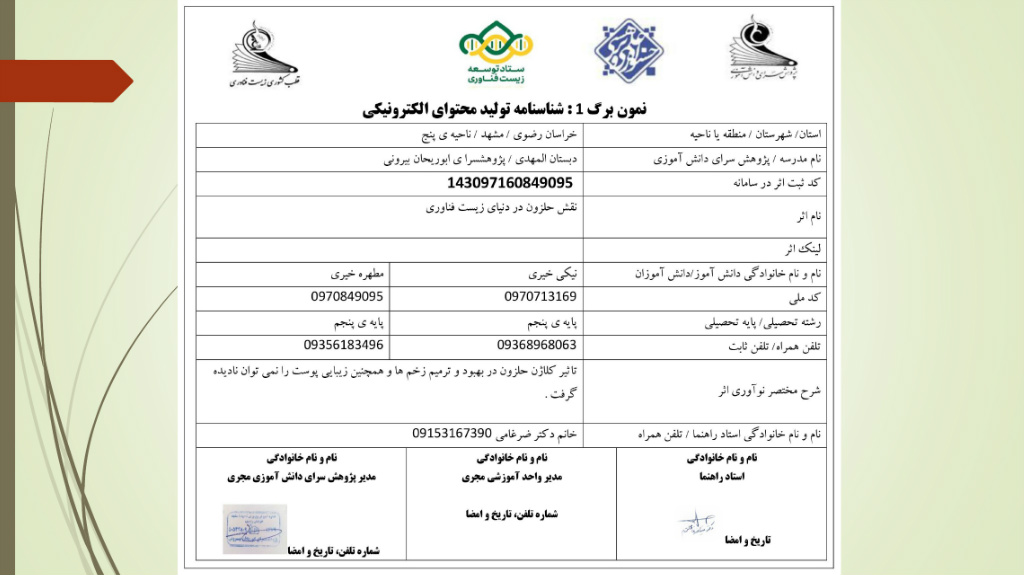 قطب کشوری زیست فناوری
ستاد توسعه
زیست فناوری
نمون برگ 1 : شناسنامه تولید محتوای الکترونیکی
استان/ شهرستان / منطقه یا ناحیه
خراسان رضوی / مشهد / ناحیه ی پنج
نام مدرسه / پژوهش سرای دانش آموزی
دبستان المهدی / پژوهشسرا ی ابوریحان بیرونی
کد ثبت اثر در سامانه
143097160849095
نام اثر
نقش حلزون در دنیای زیست فناوری
لینک اثر
نام و نام خانوادگی دانش آموز/دانش آموزان
نیکی خیری
مطهره خیری
کد ملی
0970713169
0970849095
رشته تحصیلی/ پایه تحصیلی
پایه ی پنجم
پایه ی پنجم
تلفن همراه/ تلفن ثابت
09368968063
09356183496
شرح مختصر نوآوری اثر
تاثیر کلاژن حلزون در بهبود و ترمیم زخم ها و همچنین زیبایی پوست را نمی توان نادیده
گرفت .
نام و نام خانوادگی استاد راهنما / تلفن همراه
خانم دکتر ضرغامی 09153167390
نام و نام خانوادگی
استاد راهنما
تاریخ و امضا
نام و نام خانوادگی
مدیر واحد آموزشی مجری
شماره تلفن، تاریخ و امضا
نام و نام خانوادگی
مدیر پژوهش سرای دانش آموزی مجری
شماره تلفن، تاریخ و امضا